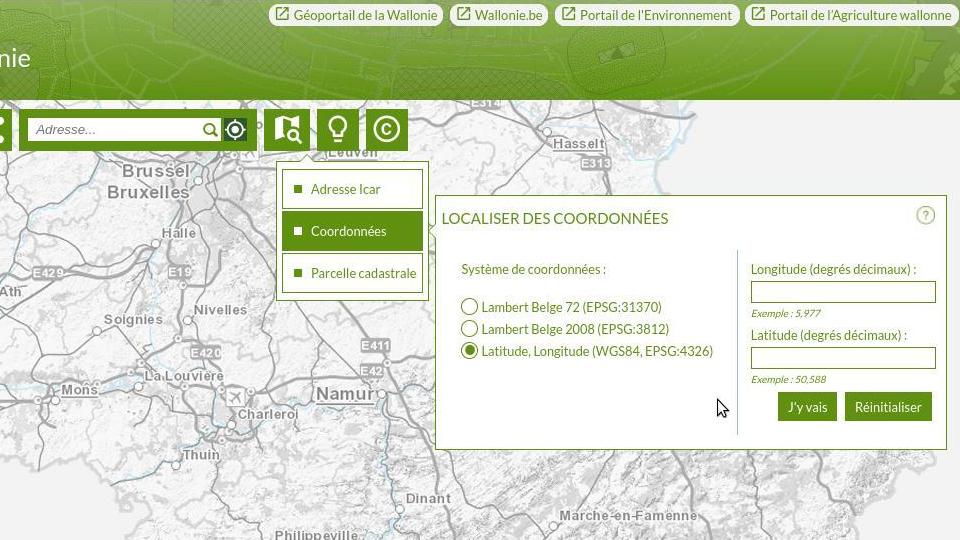 Géoportail de la Wallonie
Wallonie.be
Portail de l'Environnement
Portail de l'Agriculture wallonne
nie
Adresse...
E314
Hasselt
E313
Leuven
Brussel
Bruxelles
Adresse Icar
Coordonnées
Parcelle cadastrale
LOCALISER DES COORDONNÉES
?
Système de coordonnées :
Lambert Belge 72 (EPSG:31370)
Lambert Belge 2008 (EPSG:3812)
Latitude, Longitude (WGS84, EPSG:4326)
Longitude (degrés décimaux) :
Exemple : 5,977
Latitude (degrés décimaux) :
Exemple : 50,588
J'y vais
Réinitialiser
Halle
E429
E19
Ath
Nivelles
Soignies
E411
E420
E42
La Louvière
Mons
Namur
Charleroi
Thuin
Dinant
Marche-en-Famenne
Philippeville